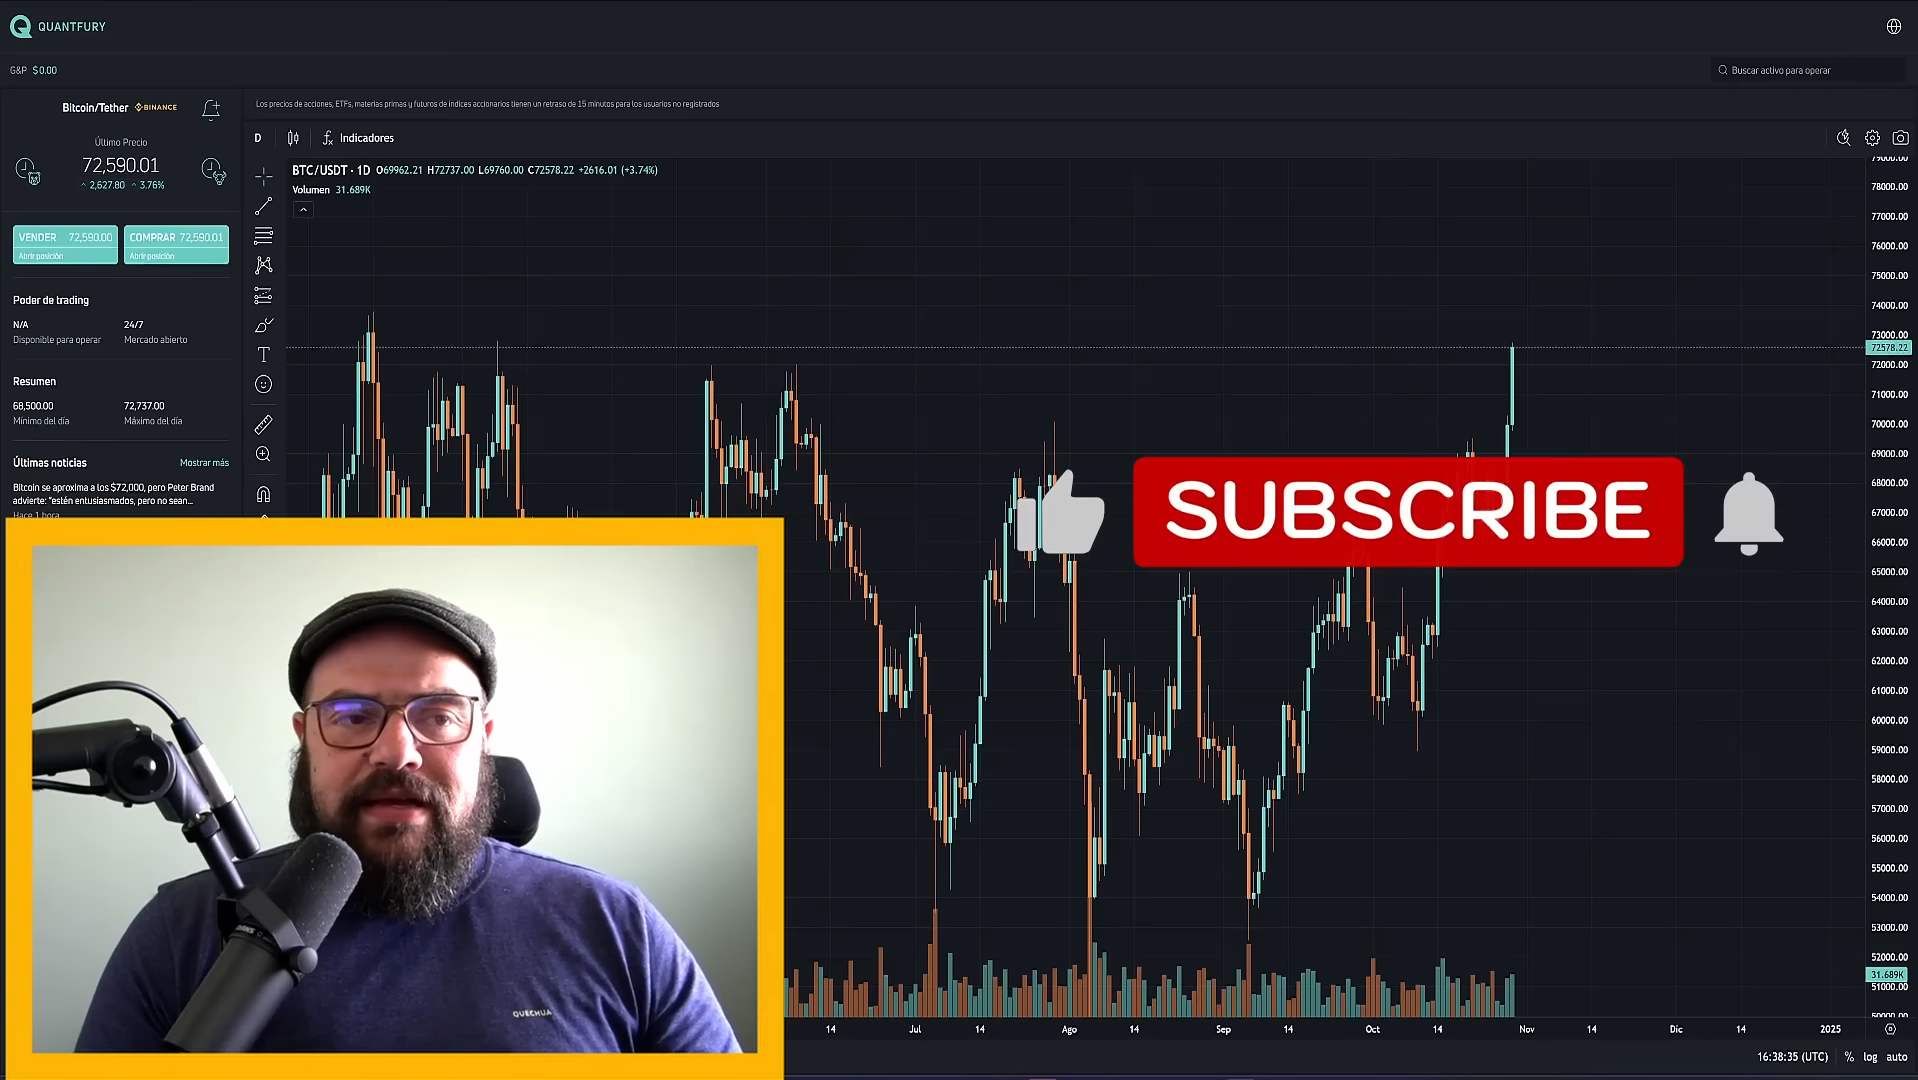 QUANTFURY
G&P $0.00
Buscar activo para operar
Bitcoin/Tether BINANCE
Los precios de acciones, ETFs, materias primas y futuros de índices accionarios tienen un retraso de 15 minutos para los usuarios no registrados
Último Precio
72,590.01
2,627.80 3.76%
D Indicadores
BTC/USDT · 1D O69962.21 H72737.00 L69760.00 C72578.22 +2616.01 (+3.74%)
Volumen 31.689K
VENDER 72,590.00
Abrir posición
COMPRAR 72,590.01
Abrir posición
Poder de trading
N/A
Disponible para operar
24/7
Mercado abierto
Resumen
68,500.00
Mínimo del día
72,737.00
Máximo del día
Últimas noticias Mostrar más
Bitcoin se aproxima a los $72,000, pero Peter Brand
advierte: "están entusiasmados, pero no sean...
Hace 1 hora
SUBSCRIBE
QUECHUA
79000.00
78000.00
77000.00
76000.00
75000.00
74000.00
73000.00
72578.22
72000.00
71000.00
70000.00
69000.00
68000.00
67000.00
66000.00
65000.00
64000.00
63000.00
62000.00
61000.00
60000.00
59000.00
58000.00
57000.00
56000.00
55000.00
54000.00
53000.00
52000.00
31.689K
51000.00
50000.00
14 Jul 14 Ago 14 Sep 14 Oct 14 Nov 14 Dic 14 2025
16:38:35 (UTC) % log auto